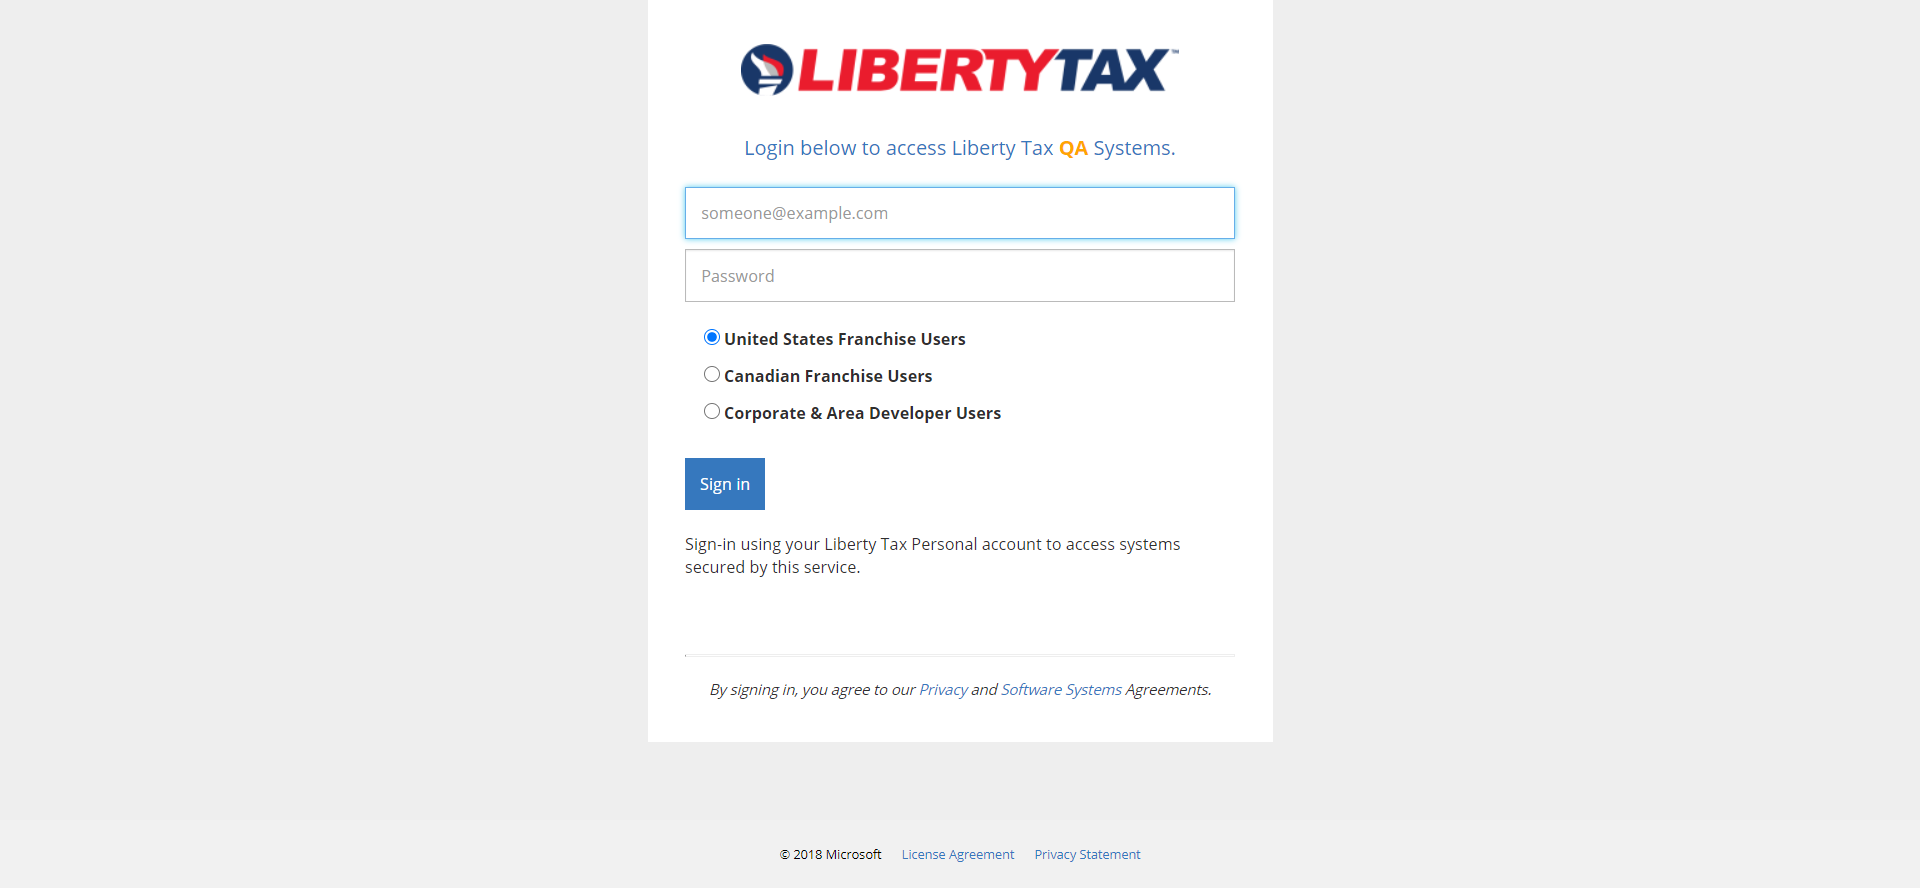 LIBERTYTAX™
Login below to access Liberty Tax QA Systems.
someone@example.com
Password
United States Franchise Users
Canadian Franchise Users
Corporate & Area Developer Users
Sign in
Sign-in using your Liberty Tax Personal account to access systems
secured by this service.
By signing in, you agree to our Privacy and Software Systems Agreements.
© 2018 Microsoft License Agreement Privacy Statement